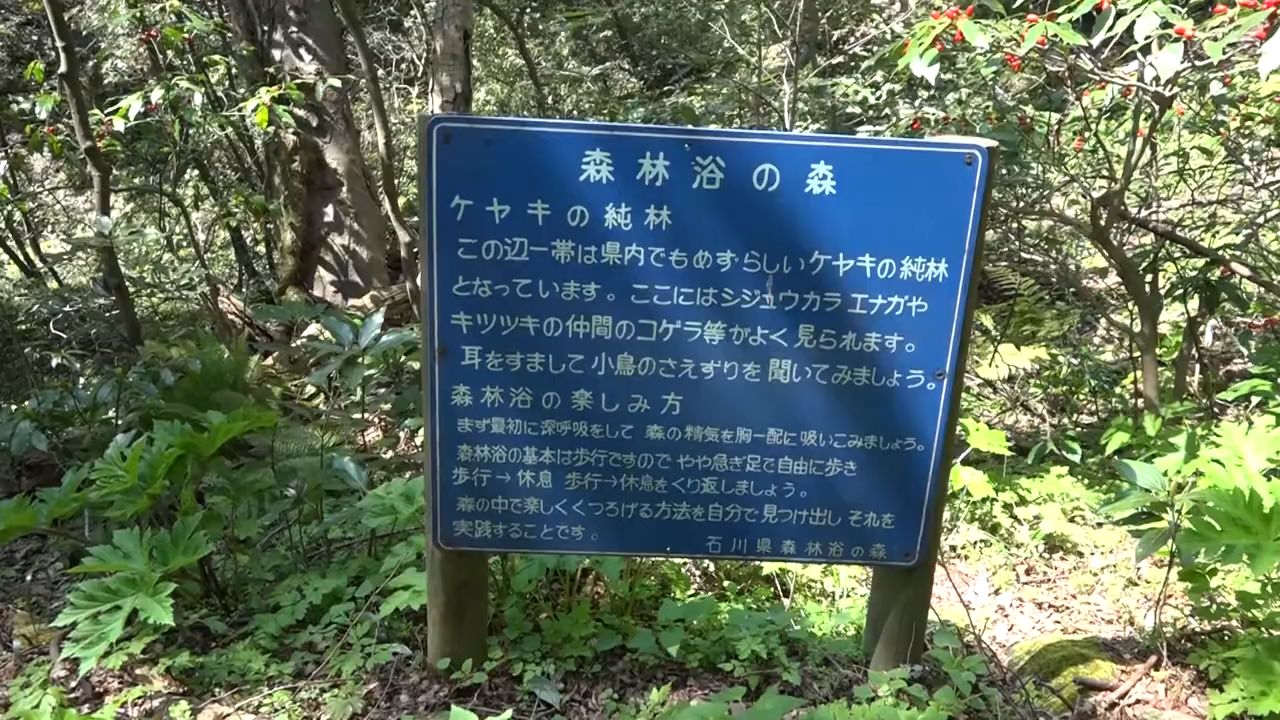 森林浴の森
ケヤキの純林
この辺一帯は県内でもめずらしいケヤキの純林
となっています。ここにはシジュウカラ エナガや
キツツキの仲間のコゲラ等がよく見られます。
耳をすまして小鳥のさえずりを聞いてみましょう。
森林浴の楽しみ方
まず最初に深呼吸をして 森の精気を胸一配に吸いこみましょう。
森林浴の基本は歩行ですので やや急ぎ足で自由に歩き
歩行→休息 歩行→休息をくり返しましょう。
森の中で楽しくくつろげる方法を自分で見つけ出し それを
実践することです。
石川県森林浴の森